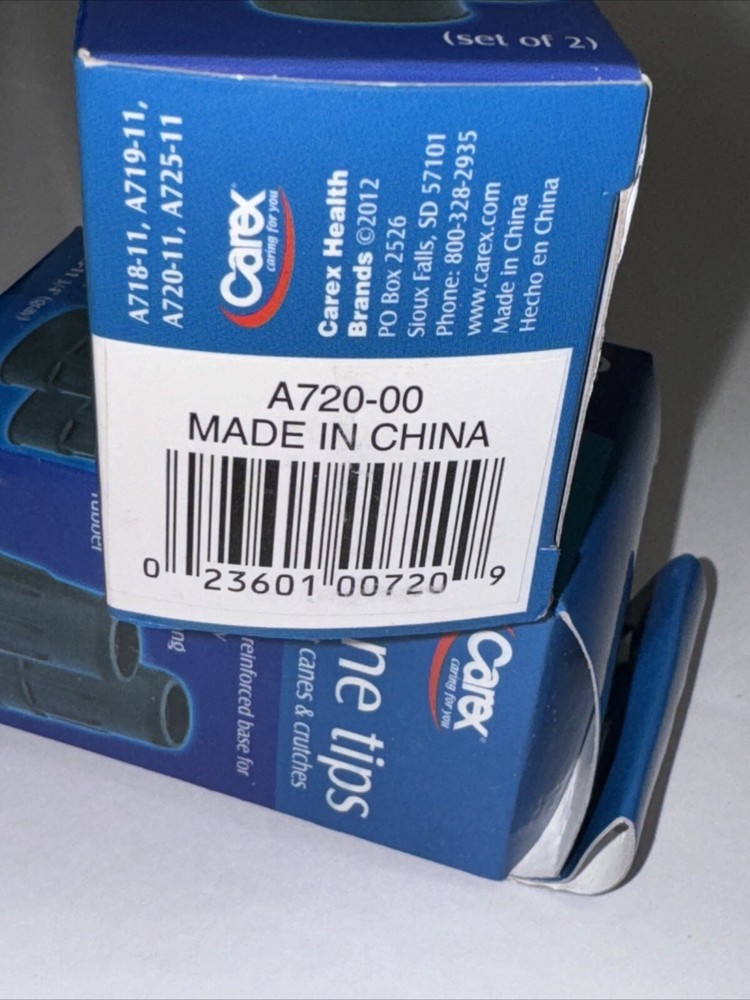 (set of 2)
A718-11, A719-11,
A720-11, A725-11
Carex®
caring for you
Carex Health
Brands ©2012
PO Box 2526
Sioux Falls, SD 57101
Phone: 800-328-2935
www.carex.com
Made in China
Hecho en China
A720-00
MADE IN CHINA
0 23601 00720 9
Carex®
caring for you
ne tips
canes & crutches
reinforced base for